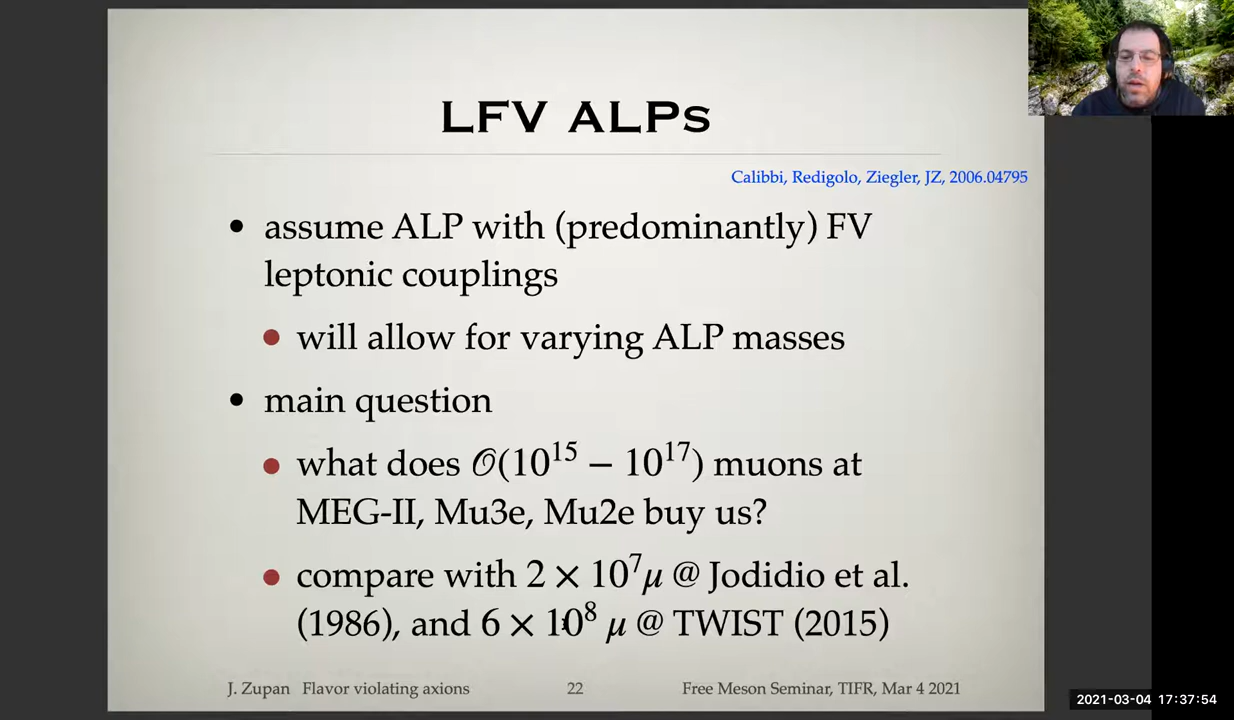 LFV ALPs
Calibbi, Redigolo, Ziegler, JZ, 2006.04795
• assume ALP with (predominantly) FV
leptonic couplings
• will allow for varying ALP masses
• main question
• what does 𝒪(10¹⁵ − 10¹⁷) muons at
MEG-II, Mu3e, Mu2e buy us?
• compare with 2 × 10⁷μ @ Jodidio et al.
(1986), and 6 × 10⁸ μ @ TWIST (2015)
J. Zupan Flavor violating axions 22 Free Meson Seminar, TIFR, Mar 4 2021
2021-03-04 17:37:54